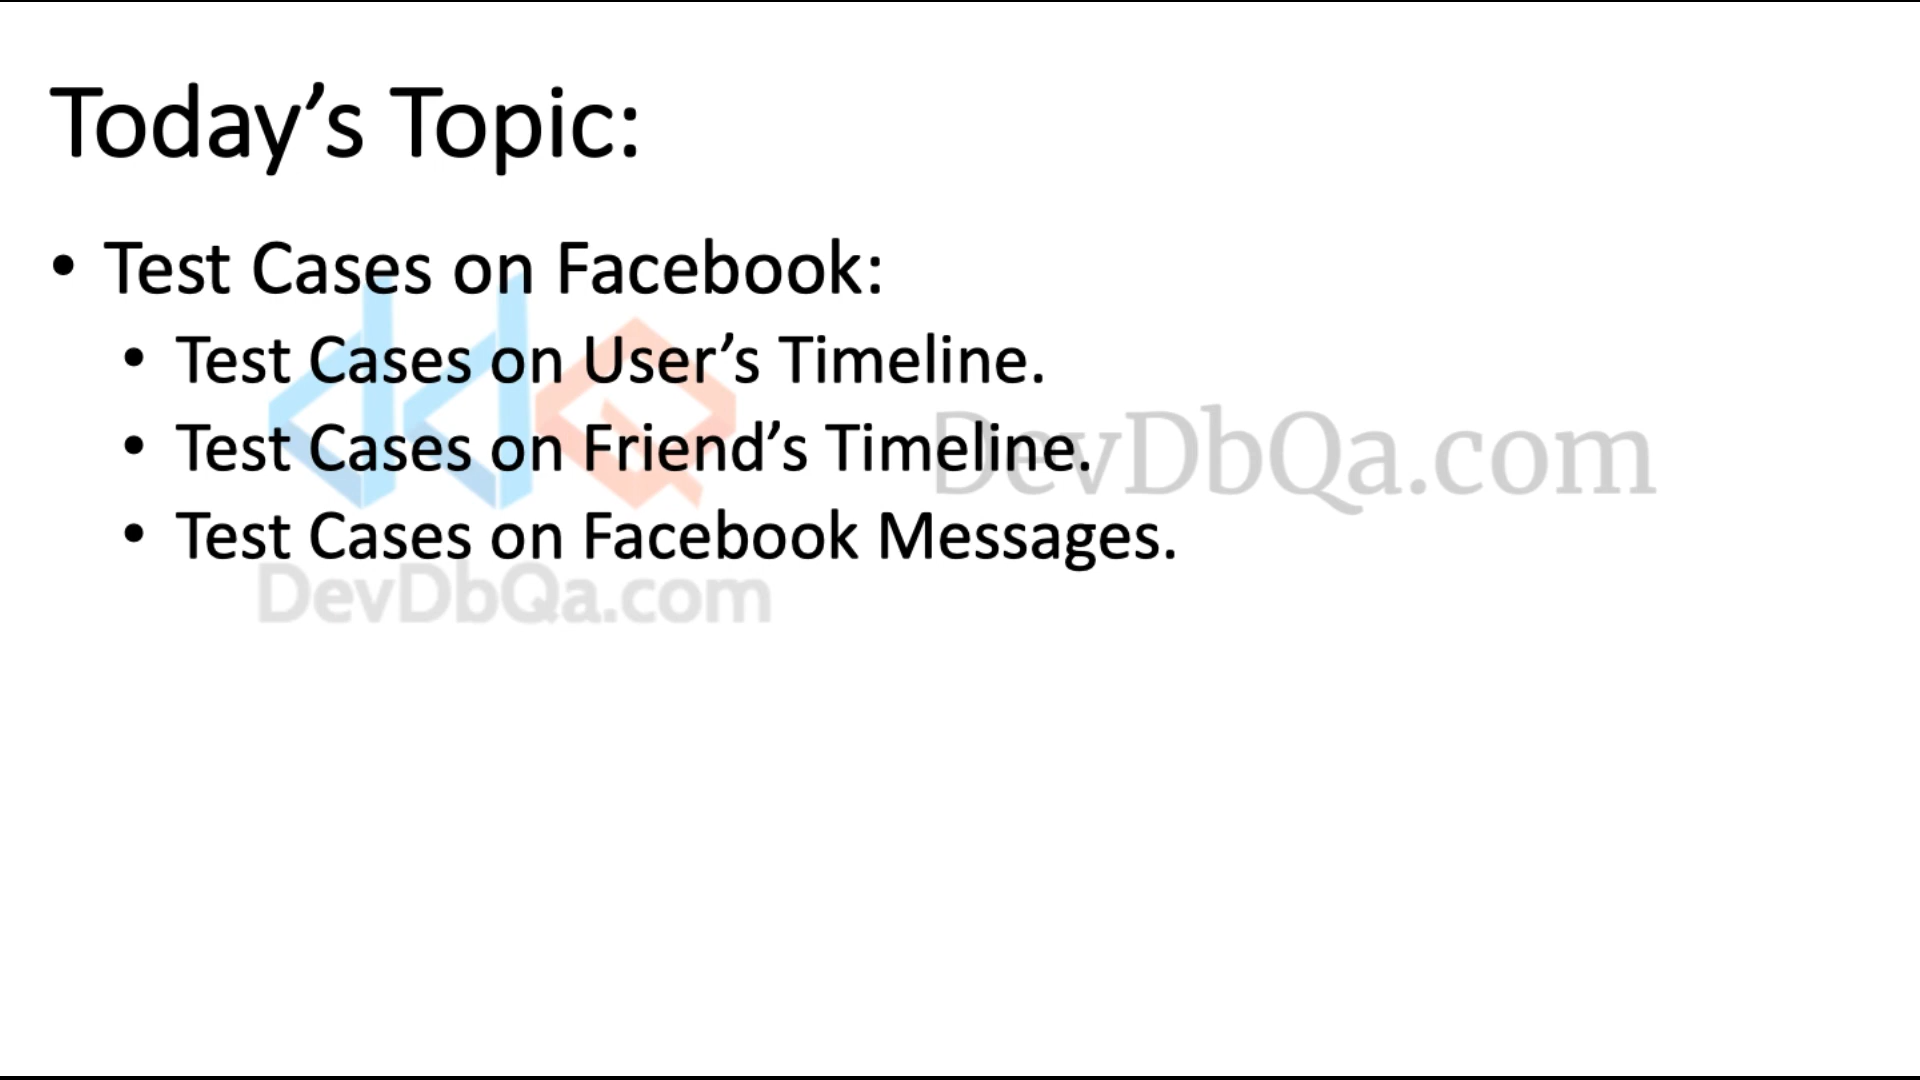 Today’s Topic:
• Test Cases on Facebook:
• Test Cases on User’s Timeline.
• Test Cases on Friend’s Timeline.
• Test Cases on Facebook Messages.
DevDbQa.com
DevDbQa.com